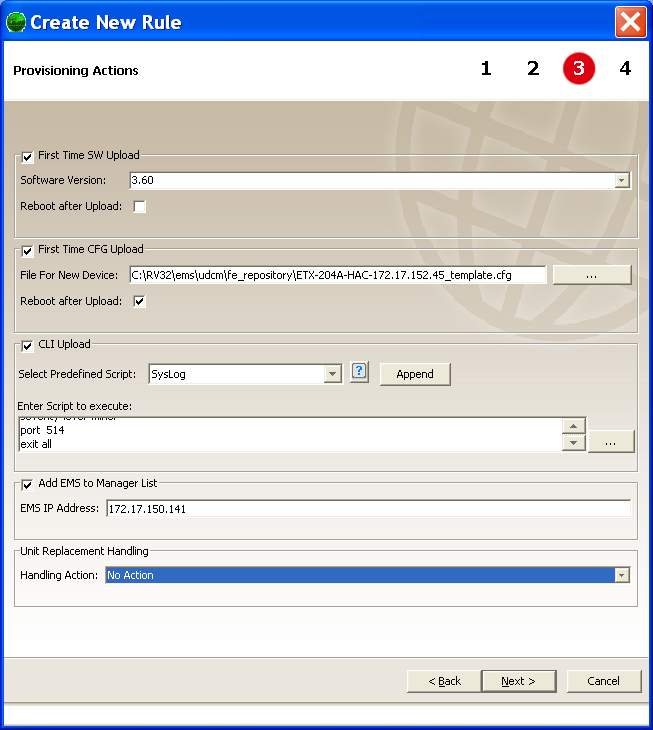 Create New Rule
Provisioning Actions
1 2 3 4
First Time SW Upload
Software Version: 3.60
Reboot after Upload:
First Time CFG Upload
File For New Device: C:\RV32\ems\udcm\fe_repository\ETX-204A-HAC-172.17.152.45_template.cfg ...
Reboot after Upload:
CLI Upload
Select Predefined Script: SysLog ? Append
Enter Script to execute:
port 514
exit all
...
Add EMS to Manager List
EMS IP Address: 172.17.150.141
Unit Replacement Handling
Handling Action: No Action
< Back Next > Cancel